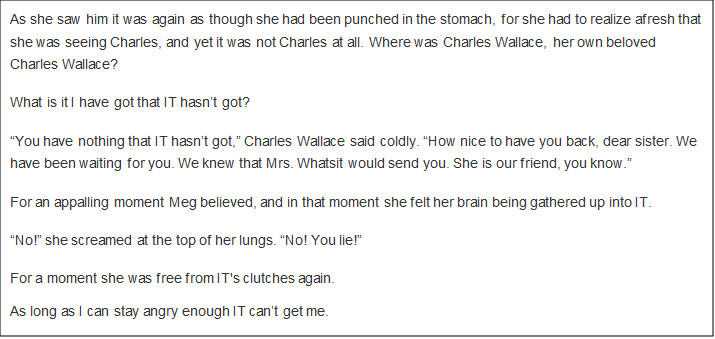 As she saw him it was again as though she had been punched in the stomach, for she had to realize afresh that
she was seeing Charles, and yet it was not Charles at all. Where was Charles Wallace, her own beloved
Charles Wallace?
What is it I have got that IT hasn’t got?
“You have nothing that IT hasn’t got,” Charles Wallace said coldly. “How nice to have you back, dear sister. We
have been waiting for you. We knew that Mrs. Whatsit would send you. She is our friend, you know.”
For an appalling moment Meg believed, and in that moment she felt her brain being gathered up into IT.
“No!” she screamed at the top of her lungs. “No! You lie!”
For a moment she was free from IT's clutches again.
As long as I can stay angry enough IT can’t get me.